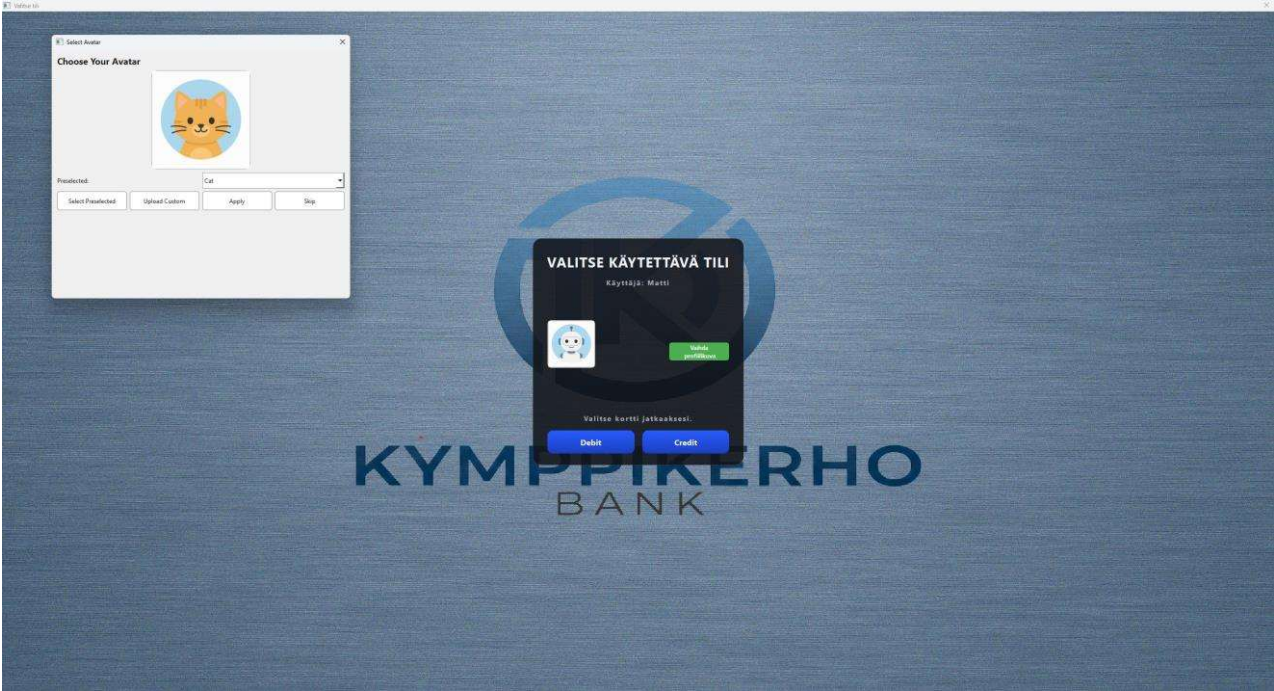 Valitse tili
Select Avatar
Choose Your Avatar
Preselected:
Cat
Select Preselected
Upload Custom
Apply
Skip
VALITSE KÄYTETTÄVÄ TILI
Käyttäjä: Matti
Vaihda
profiilikuva
Valitse kortti jatkaaksesi.
Debit
Credit
KYMPPIKERHO
BANK